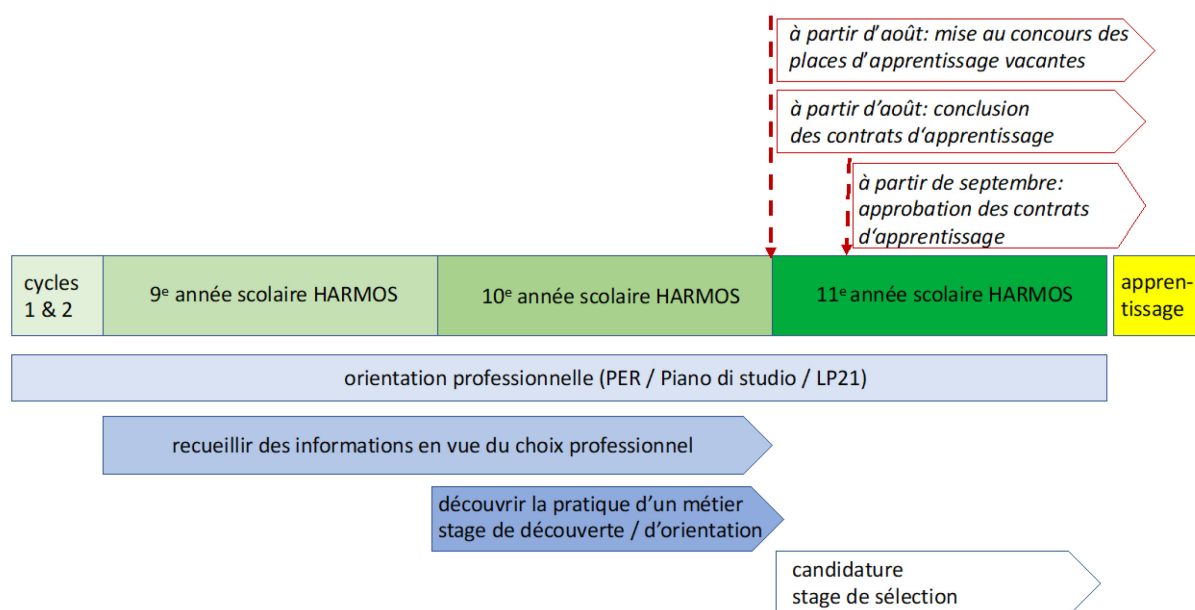 à partir d’août: mise au concours des
places d’apprentissage vacantes
à partir d’août: conclusion
des contrats d‘apprentissage
à partir de septembre:
approbation des contrats
d‘apprentissage
cycles
1 & 2
9e année scolaire HARMOS
10e année scolaire HARMOS
11e année scolaire HARMOS
appren-
tissage
orientation professionnelle (PER / Piano di studio / LP21)
recueillir des informations en vue du choix professionnel
découvrir la pratique d’un métier
stage de découverte / d’orientation
candidature
stage de sélection